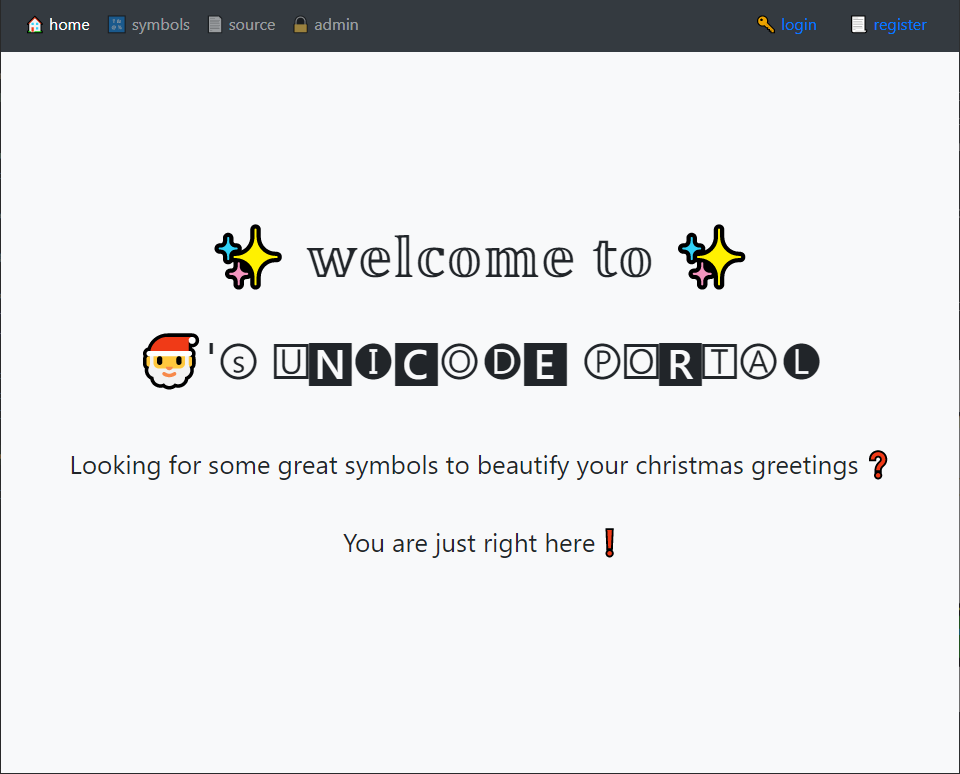 🏠 home 🔣 symbols 📄 source 🔒 admin 🔑 login 📃 register
✨ 𝕨𝕖𝕝𝕔𝕠𝕞𝕖 𝕥𝕠 ✨
🎅'ⓢ 🅄🅽🅘🅲Ⓞ🅓🅴 Ⓟ🄾🆁🅃Ⓐ🅛
Looking for some great symbols to beautify your christmas greetings ❓
You are just right here❗